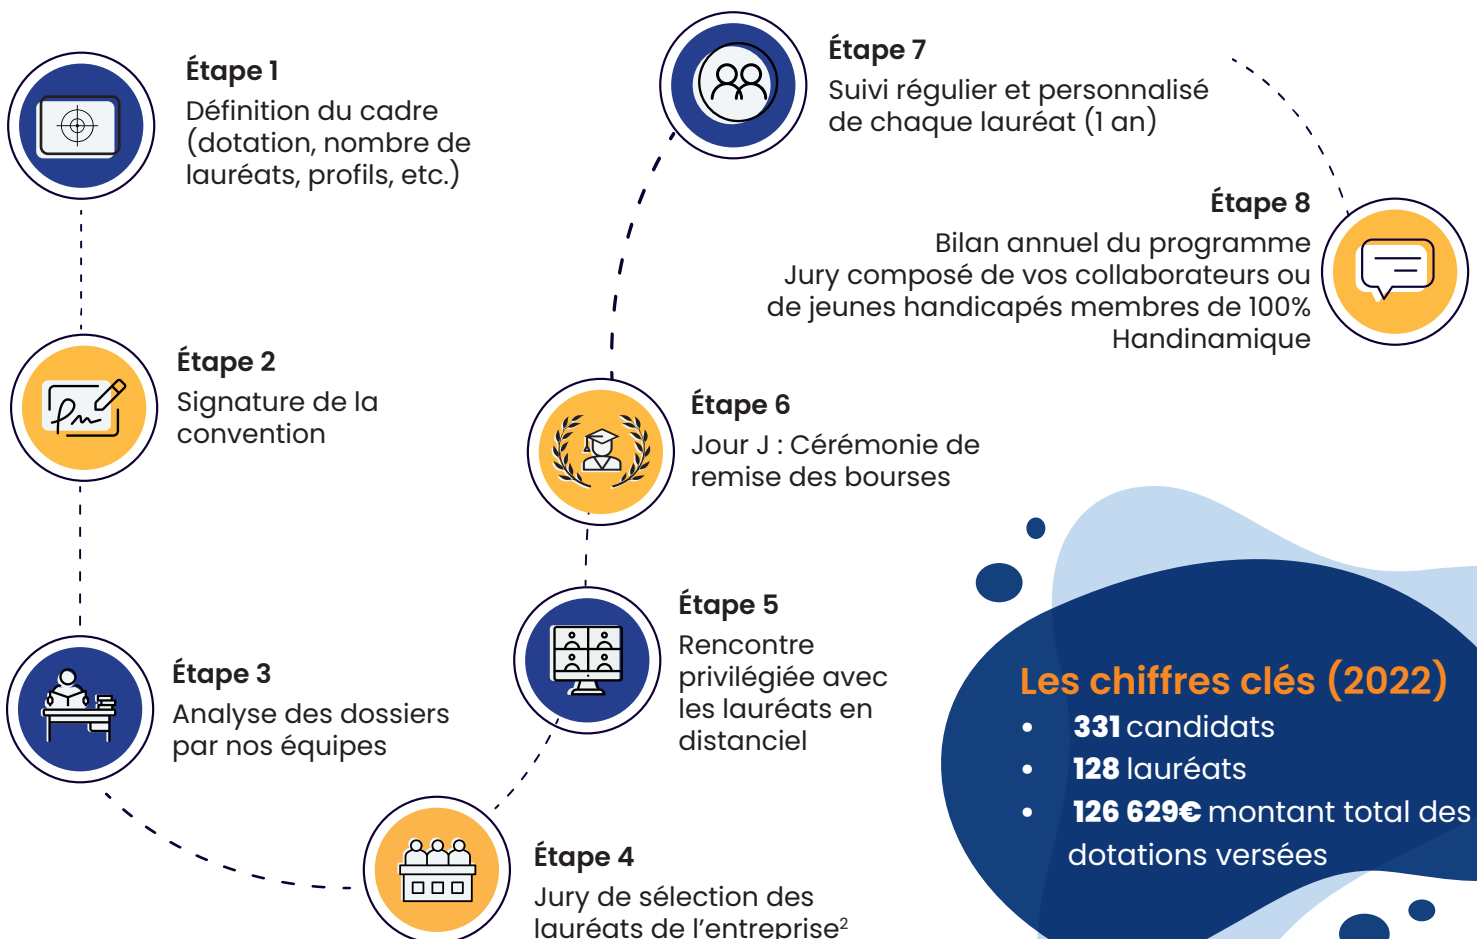 Étape 1
Définition du cadre
(dotation, nombre de
lauréats, profils, etc.)
Étape 2
Signature de la
convention
Étape 3
Analyse des dossiers
par nos équipes
Étape 4
Jury de sélection des
lauréats de l'entreprise²
Étape 5
Rencontre
privilégiée avec
les lauréats en
distanciel
Étape 6
Jour J : Cérémonie de
remise des bourses
Étape 7
Suivi régulier et personnalisé
de chaque lauréat (1 an)
Étape 8
Bilan annuel du programme
Jury composé de vos collaborateurs ou
de jeunes handicapés membres de 100%
Handinamique
Les chiffres clés (2022)
• 331 candidats
• 128 lauréats
• 126 629€ montant total des
dotations versées